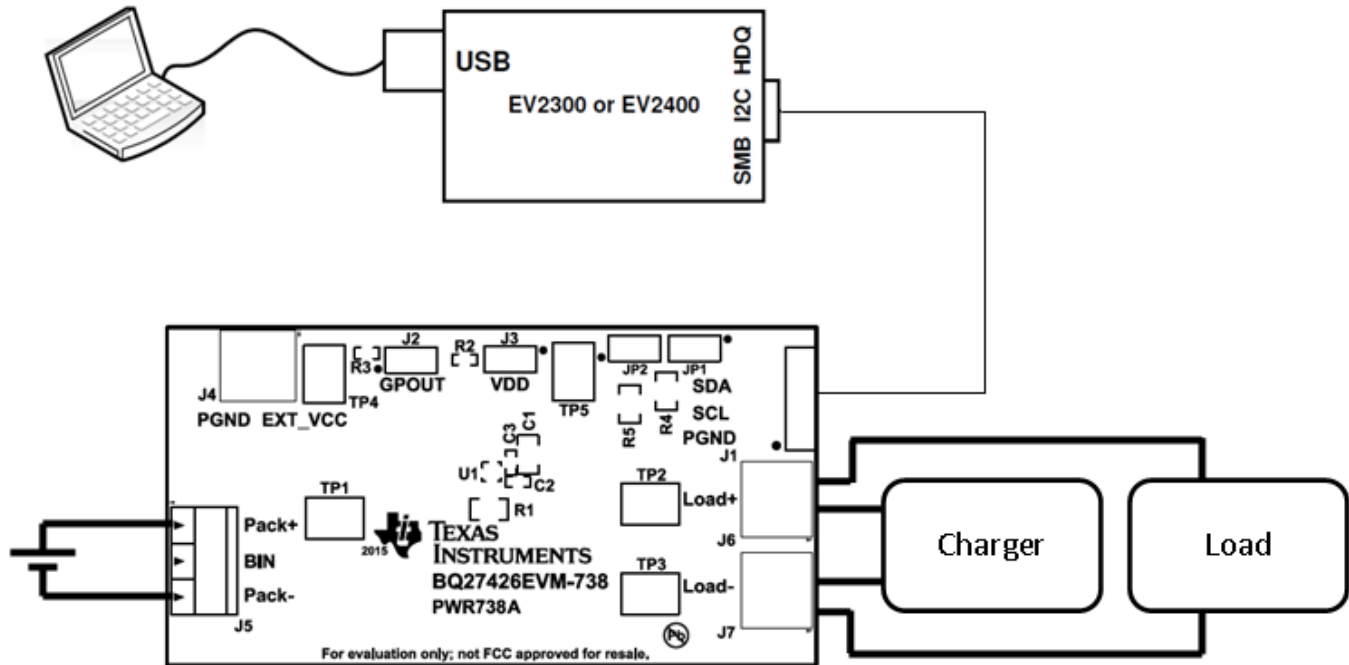 USB
HDQ
I2C
SMB
EV2300 or EV2400
J4
PGND EXT_VCC
R3
TP4
J2
GPOUT
R2
J3
VDD
TP5
JP2
JP1
R5
R4
SDA
SCL
PGND
J1
C3
C1
U1
C2
R1
TP1
TP2
Load+
J6
Pack+
BIN
Pack-
J5
2015
TEXAS
INSTRUMENTS
BQ27426EVM-738
PWR738A
TP3
Load-
J7
Pb
For evaluation only; not FCC approved for resale.
Charger
Load